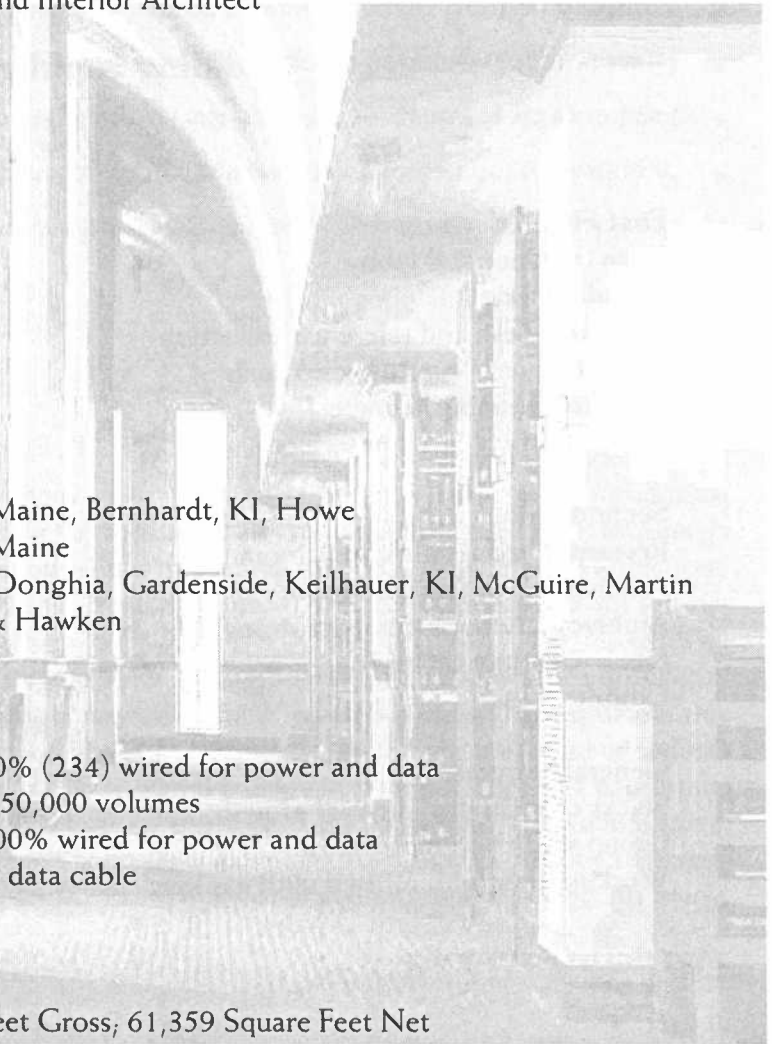 nd Interior Architect
Maine, Bernhardt, KI, Howe
Maine
Donghia, Gardenside, Keilhauer, KI, McGuire, Martin
& Hawken
0% (234) wired for power and data
50,000 volumes
00% wired for power and data
data cable
eet Gross; 61,359 Square Feet Net